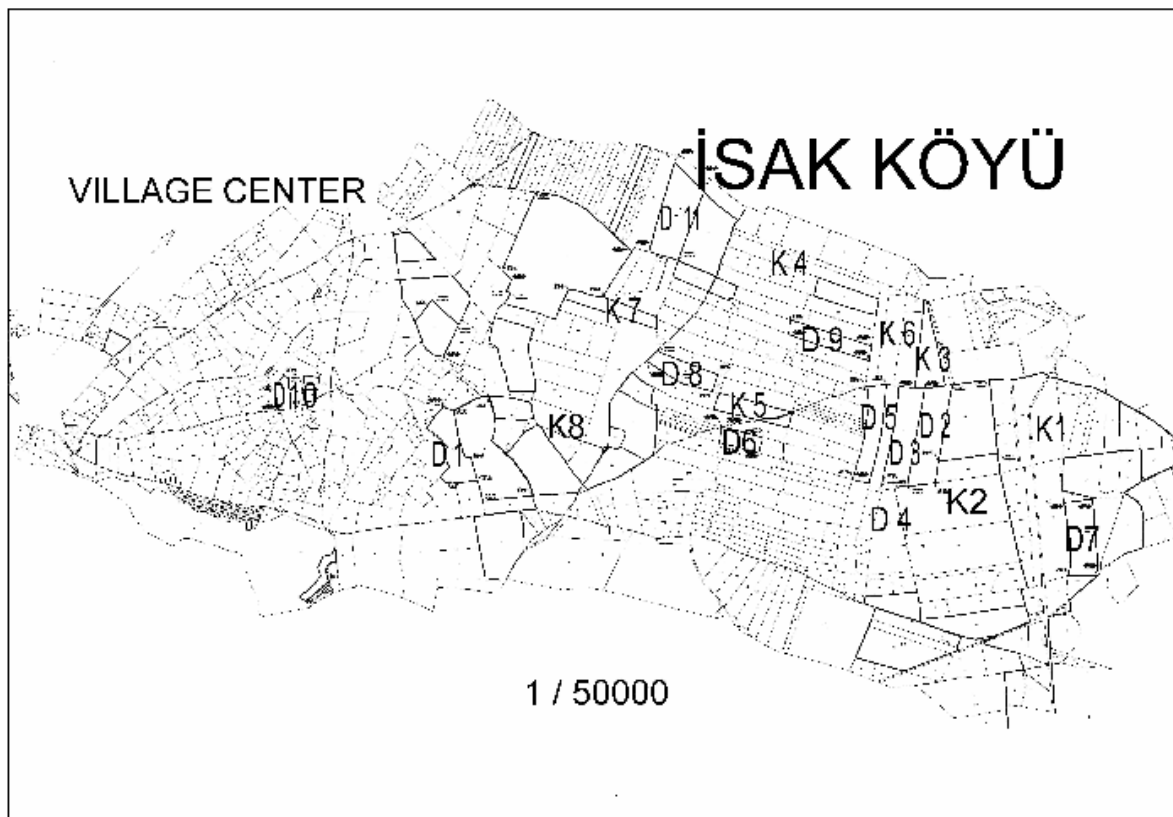 İSAK KÖYÜ
VILLAGE CENTER
D 11
K 4
K 7
D 9
K 6
K 3
D 8
D10
K 5
D 5
D 2
K8
D6
D 3
K1
D 1
K2
D 4
D7
1 / 50000